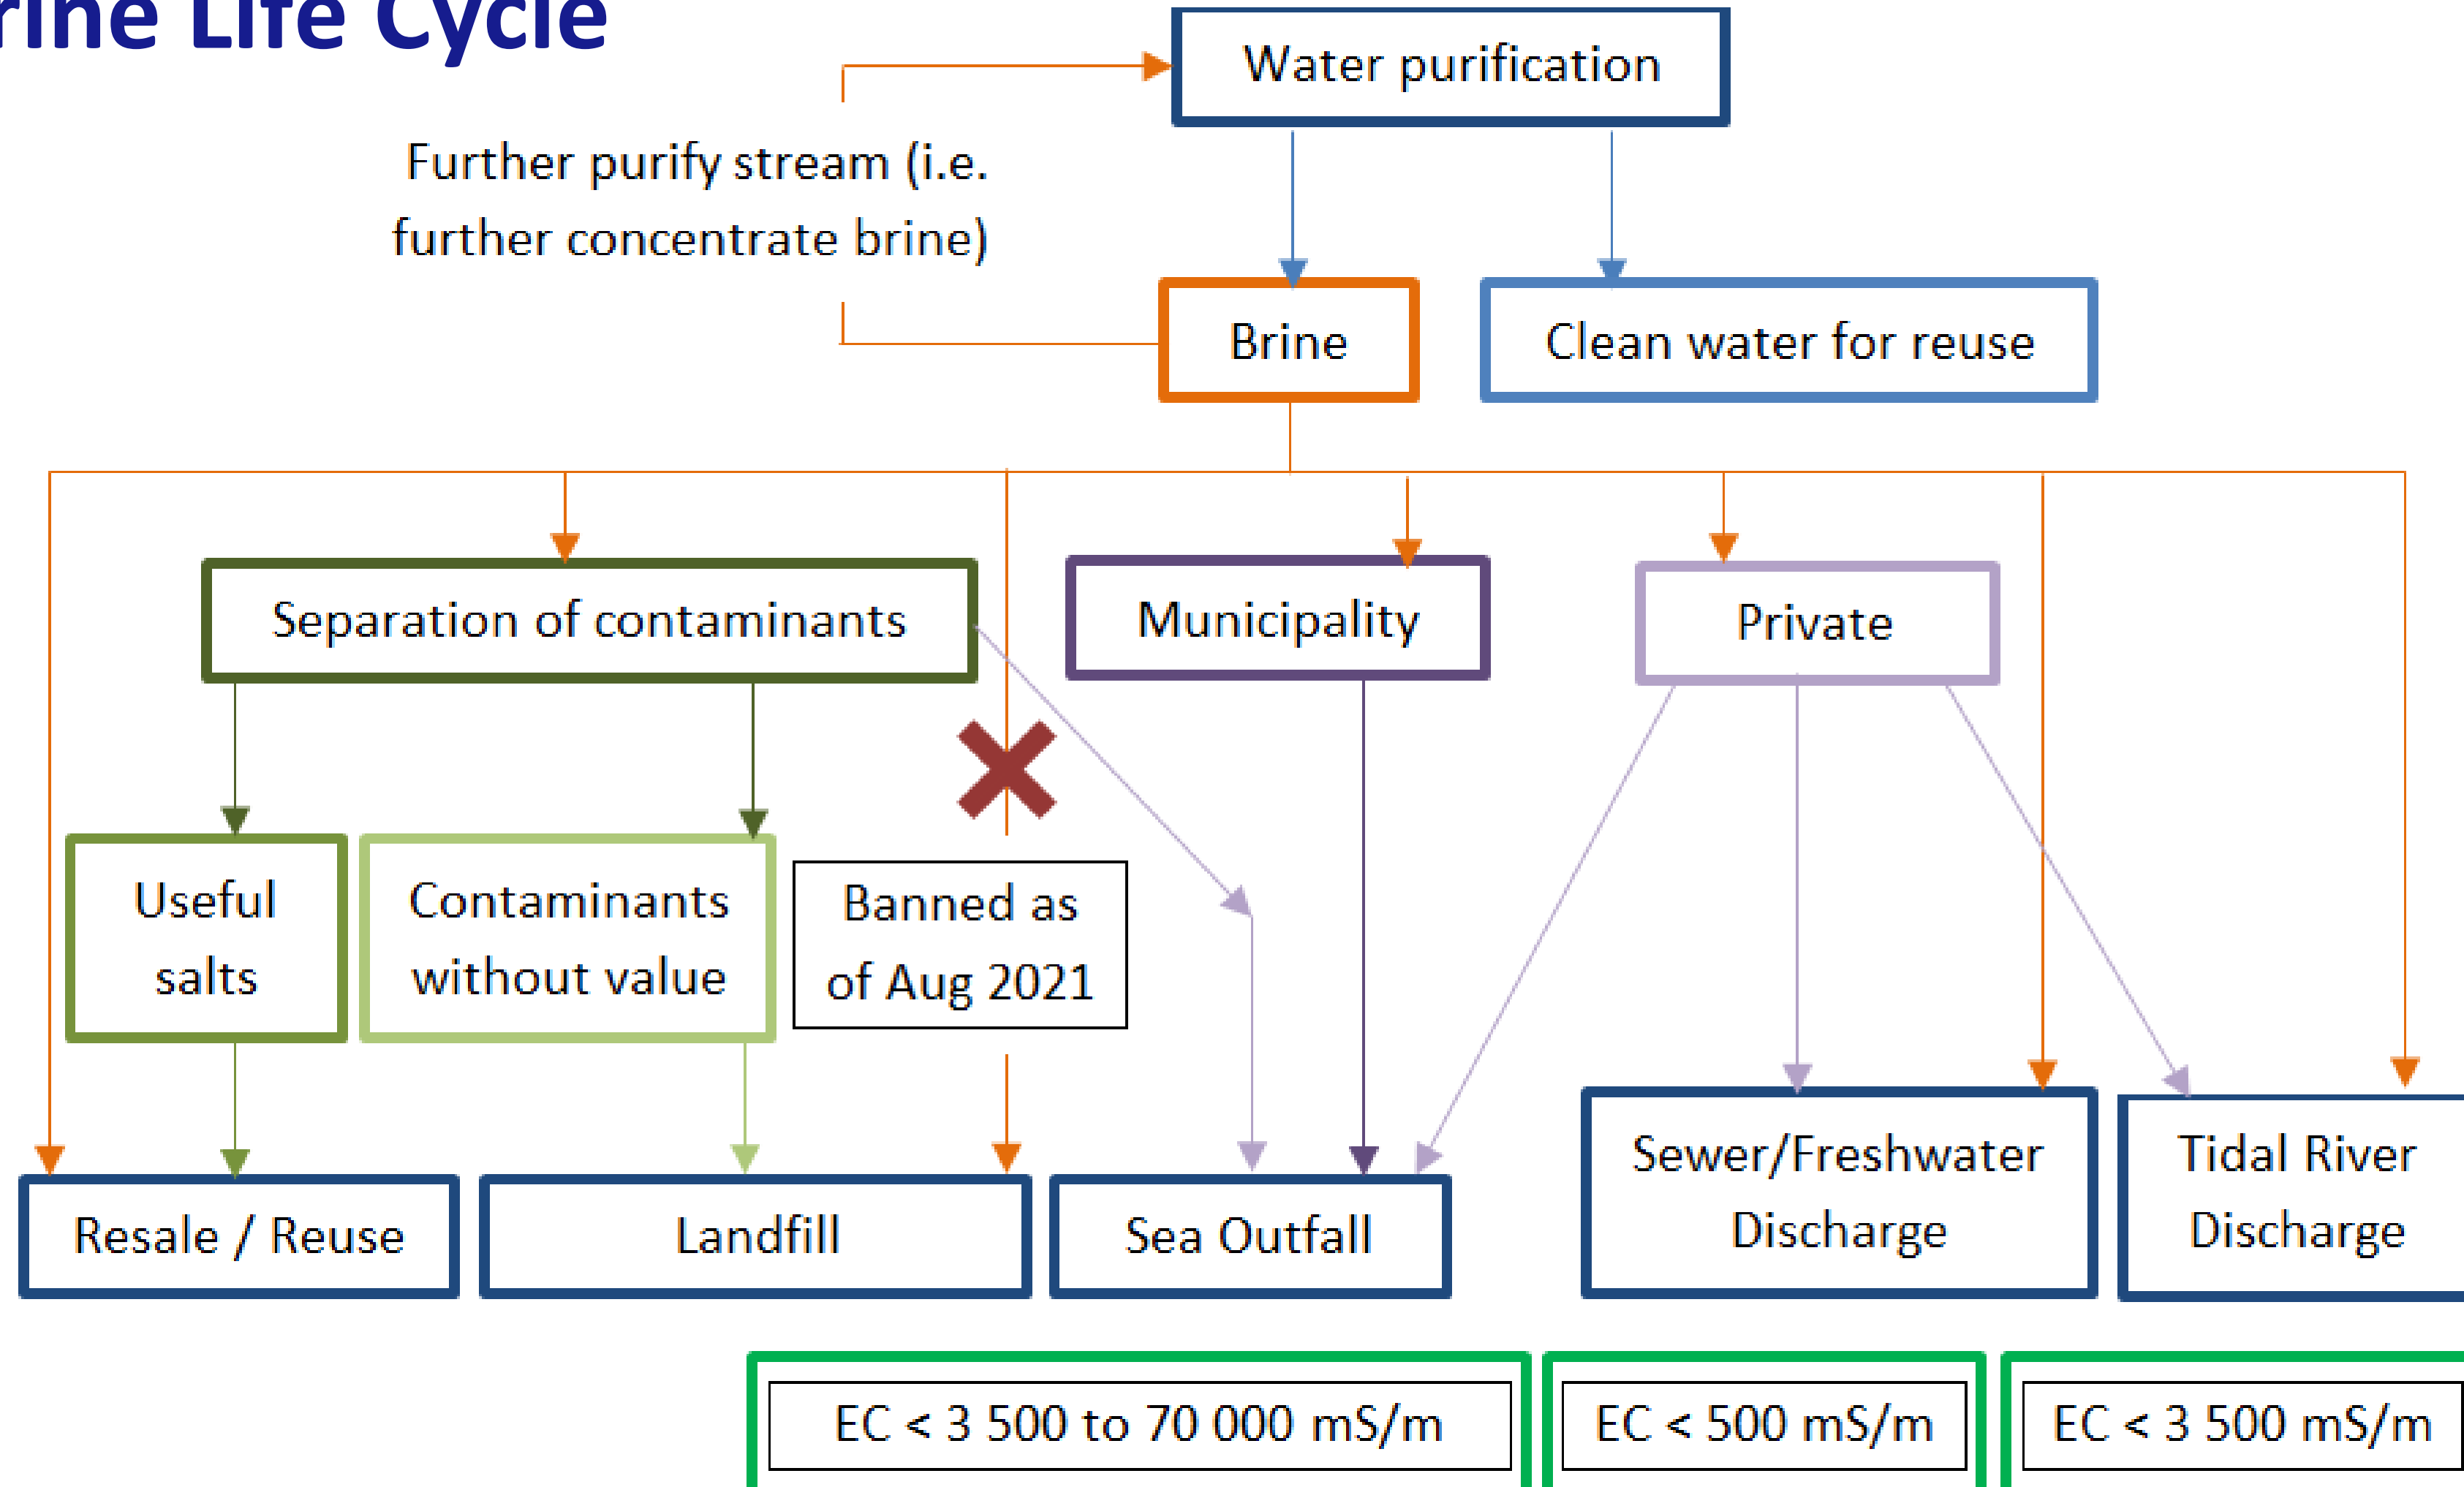 rine Life Cycle
Water purification
Further purify stream (i.e.
further concentrate brine)
Brine
Clean water for reuse
Separation of contaminants
Municipality
Private
Useful
salts
Contaminants
without value
Banned as
of Aug 2021
Resale / Reuse
Landfill
Sea Outfall
Sewer/Freshwater
Discharge
Tidal River
Discharge
EC < 3 500 to 70 000 mS/m
EC < 500 mS/m
EC < 3 500 mS/m